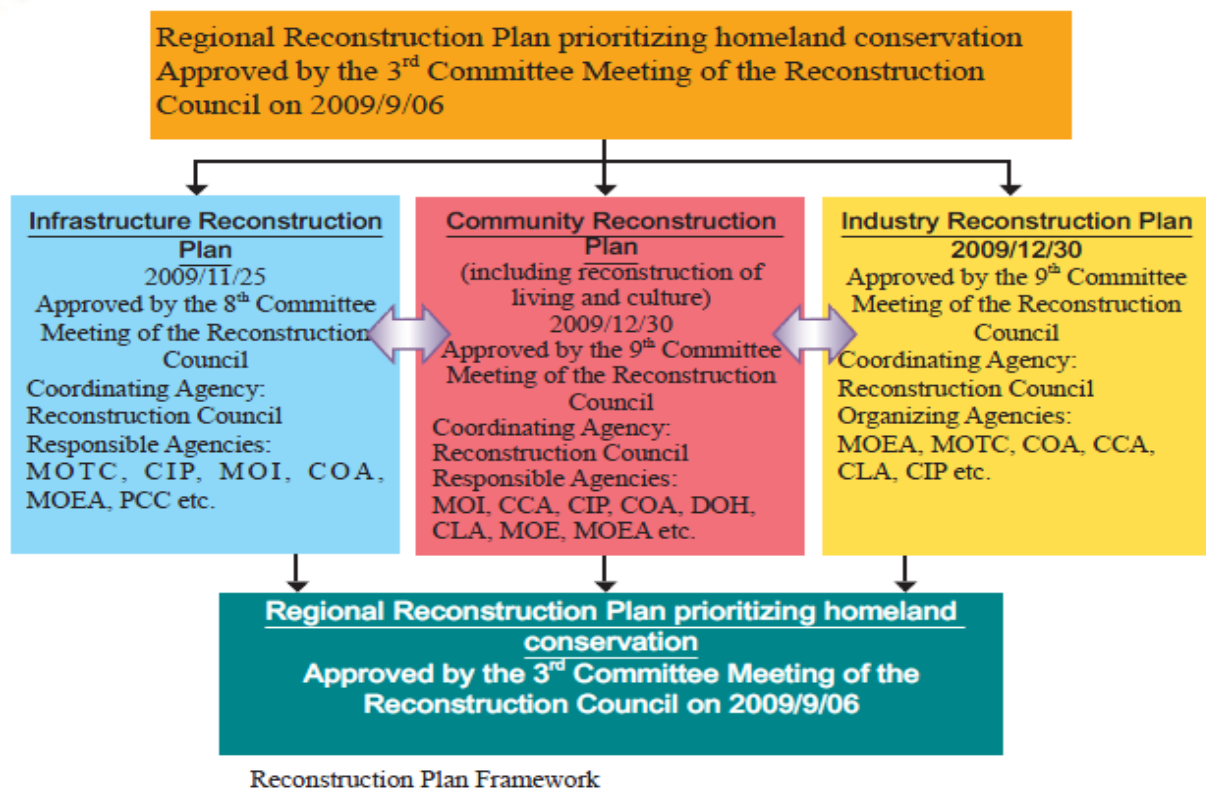 Regional Reconstruction Plan prioritizing homeland conservation
Approved by the 3rd Committee Meeting of the Reconstruction
Council on 2009/9/06
Infrastructure Reconstruction
Plan
2009/11/25
Approved by the 8th Committee
Meeting of the Reconstruction
Council
Coordinating Agency:
Reconstruction Council
Responsible Agencies:
MOTC, CIP, MOI, COA,
MOEA, PCC etc.
Community Reconstruction
Plan
(including reconstruction of
living and culture)
2009/12/30
Approved by the 9th Committee
Meeting of the Reconstruction
Council
Coordinating Agency:
Reconstruction Council
Responsible Agencies:
MOI, CCA, CIP, COA, DOH,
CLA, MOE, MOEA etc.
Industry Reconstruction Plan
2009/12/30
Approved by the 9th Committee
Meeting of the Reconstruction
Council
Coordinating Agency:
Reconstruction Council
Organizing Agencies:
MOEA, MOTC, COA, CCA,
CLA, CIP etc.
Regional Reconstruction Plan prioritizing homeland
conservation
Approved by the 3rd Committee Meeting of the
Reconstruction Council on 2009/9/06
Reconstruction Plan Framework